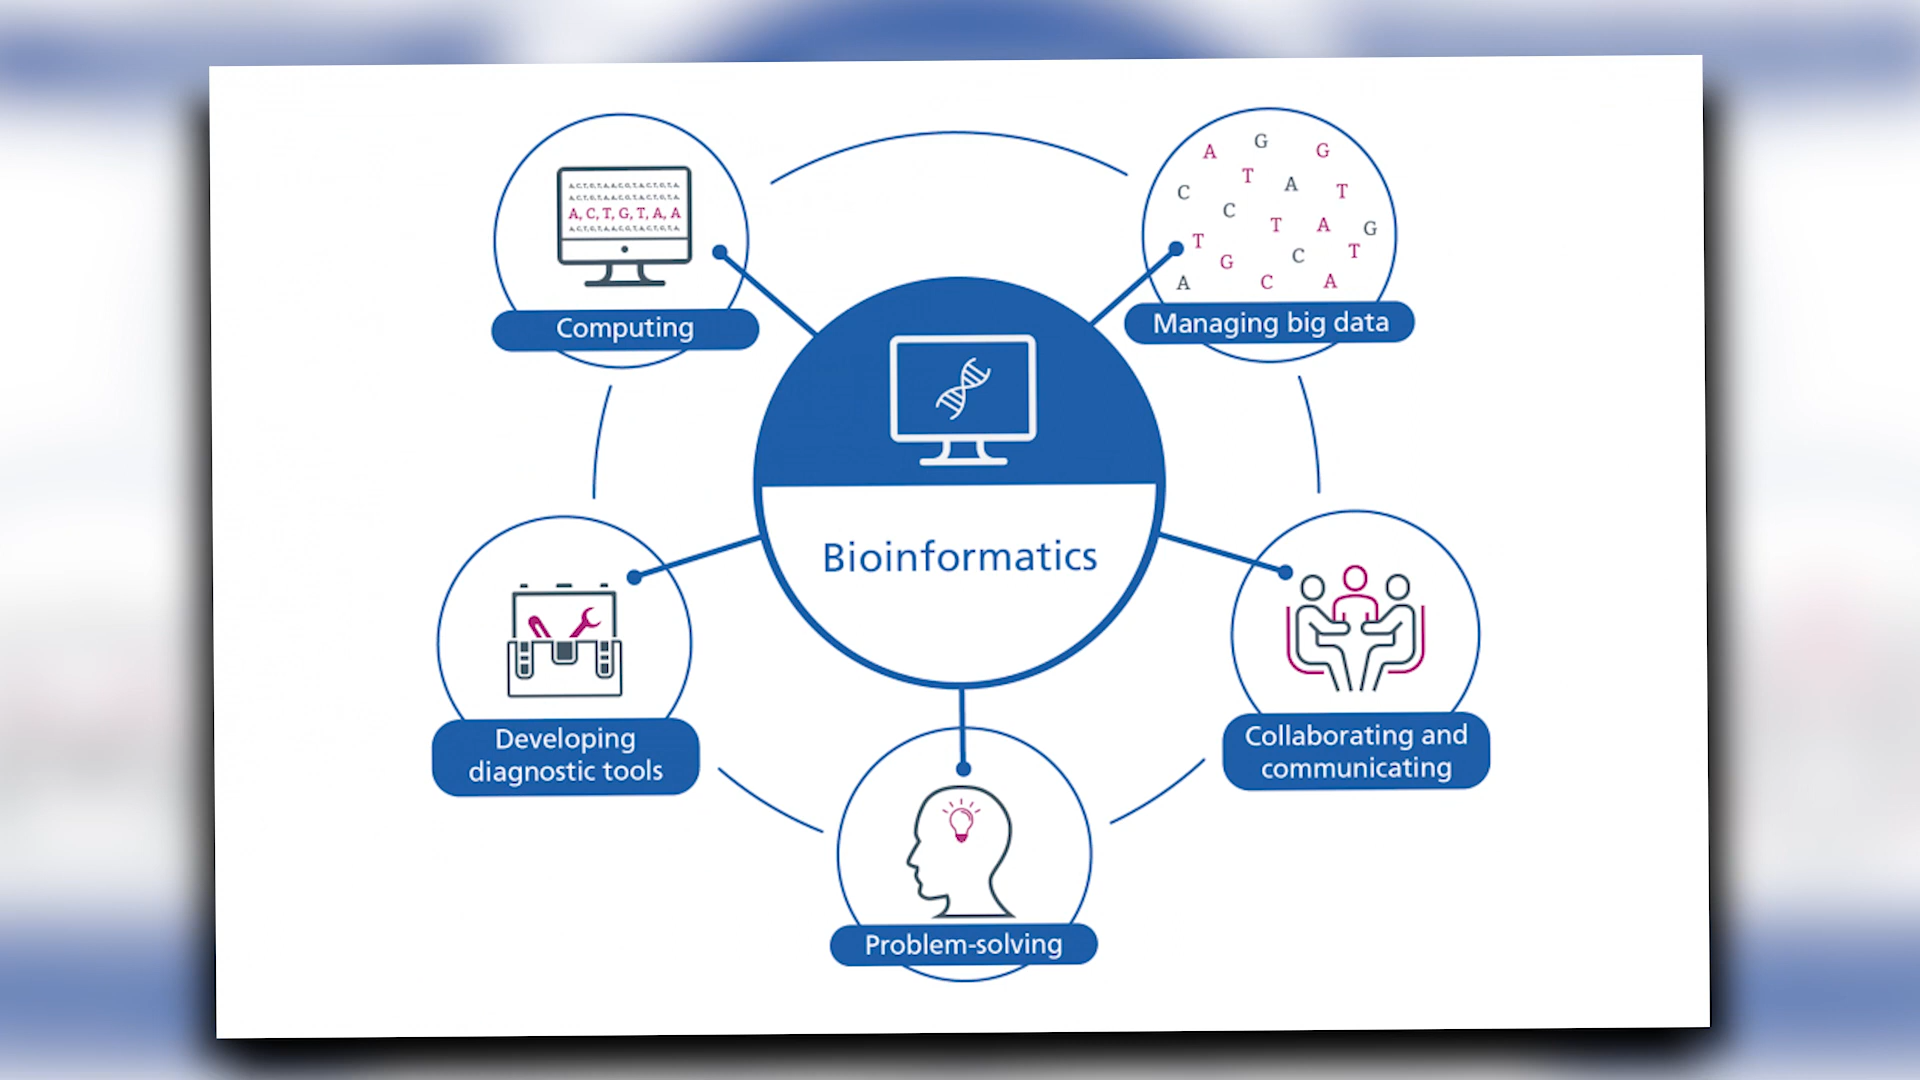 A, C, T, G, T, A, A
Computing
A G G
T A T
C C
T A G
T C T
G
A C A
Managing big data
Bioinformatics
Developing
diagnostic tools
Collaborating and
communicating
Problem-solving